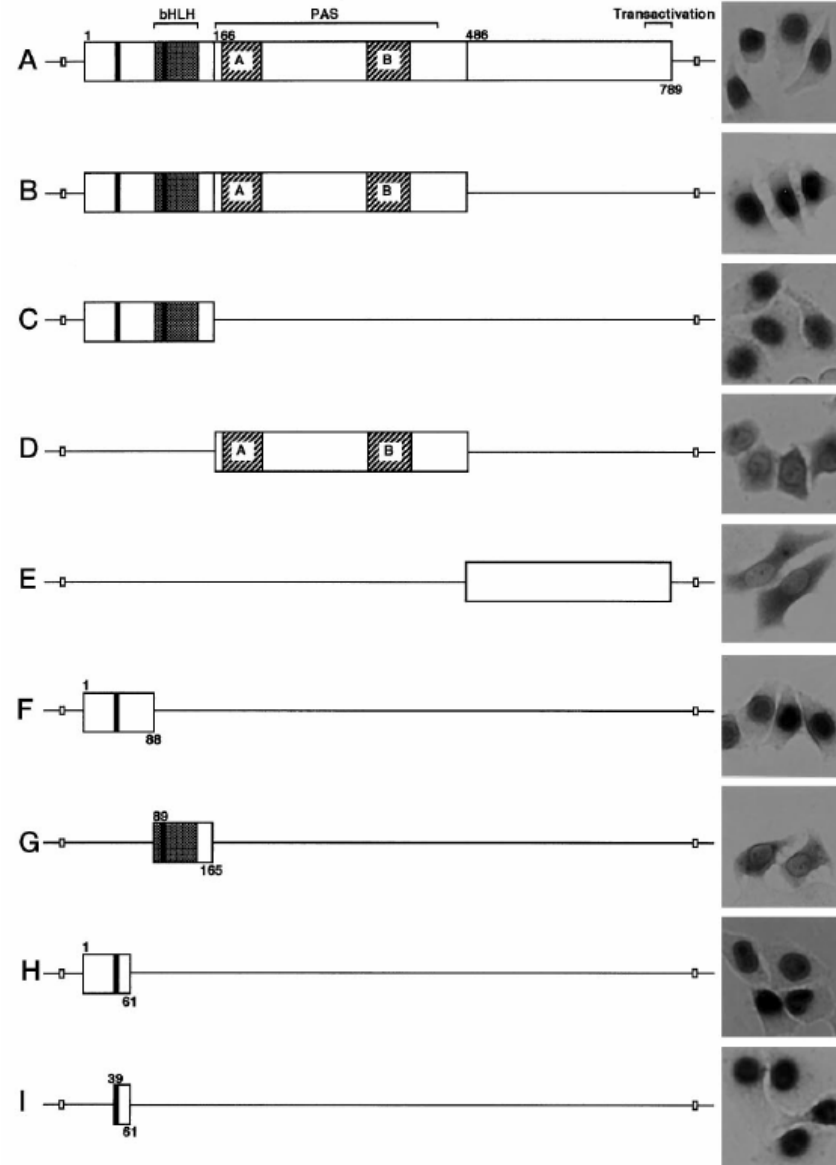 bHLH PAS Transactivation
1 166 486
A A B
789
B A B
C
D A B
E
1
F
88
89
G
165
1
H
61
39
I
61